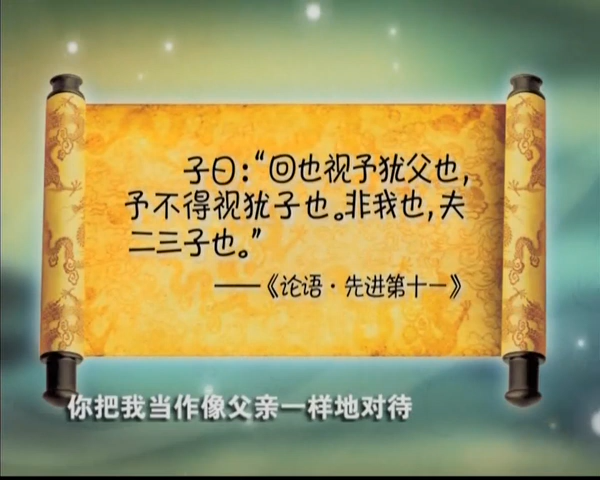 子曰：“回也视予犹父也，
予不得视犹子也。非我也，夫
二三子也。”
——《论语·先进第十一》
你把我当作像父亲一样地对待